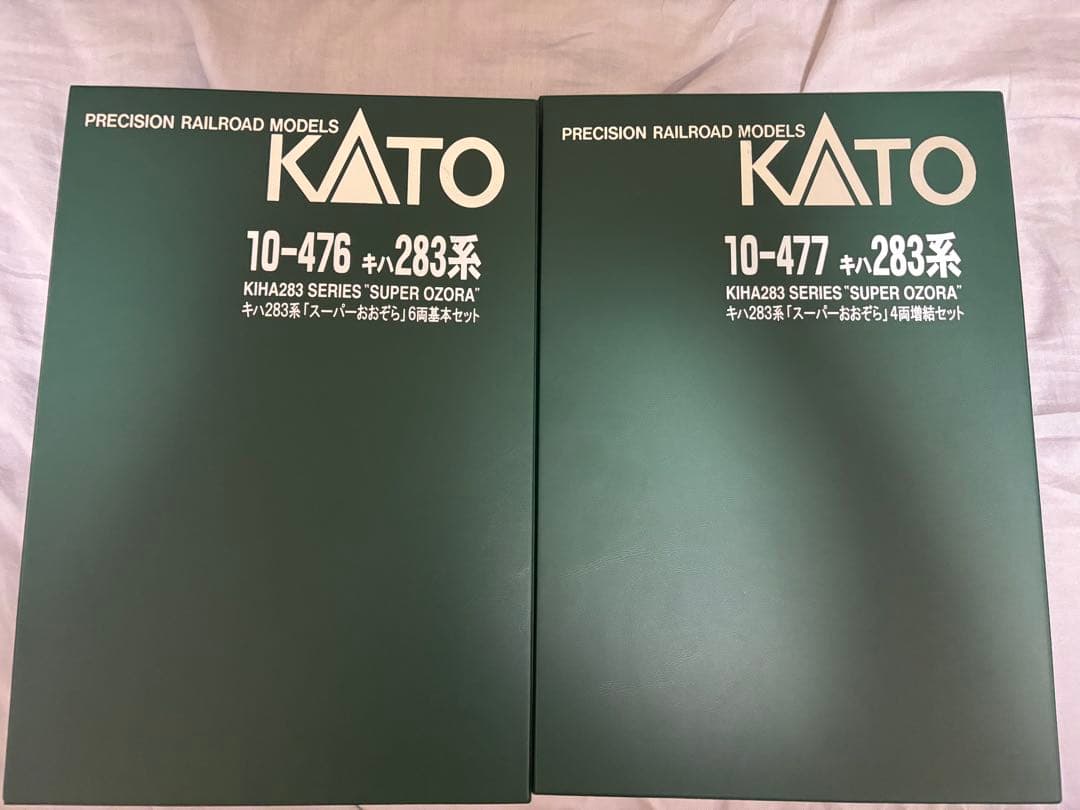 PRECISION RAILROAD MODELS
KATO
10-476 キハ283系
KIHA283 SERIES "SUPER OZORA"
キハ283系「スーパーおおぞら」6両基本セット
PRECISION RAILROAD MODELS
KATO
10-477 キハ283系
KIHA283 SERIES "SUPER OZORA"
キハ283系「スーパーおおぞら」4両増結セット